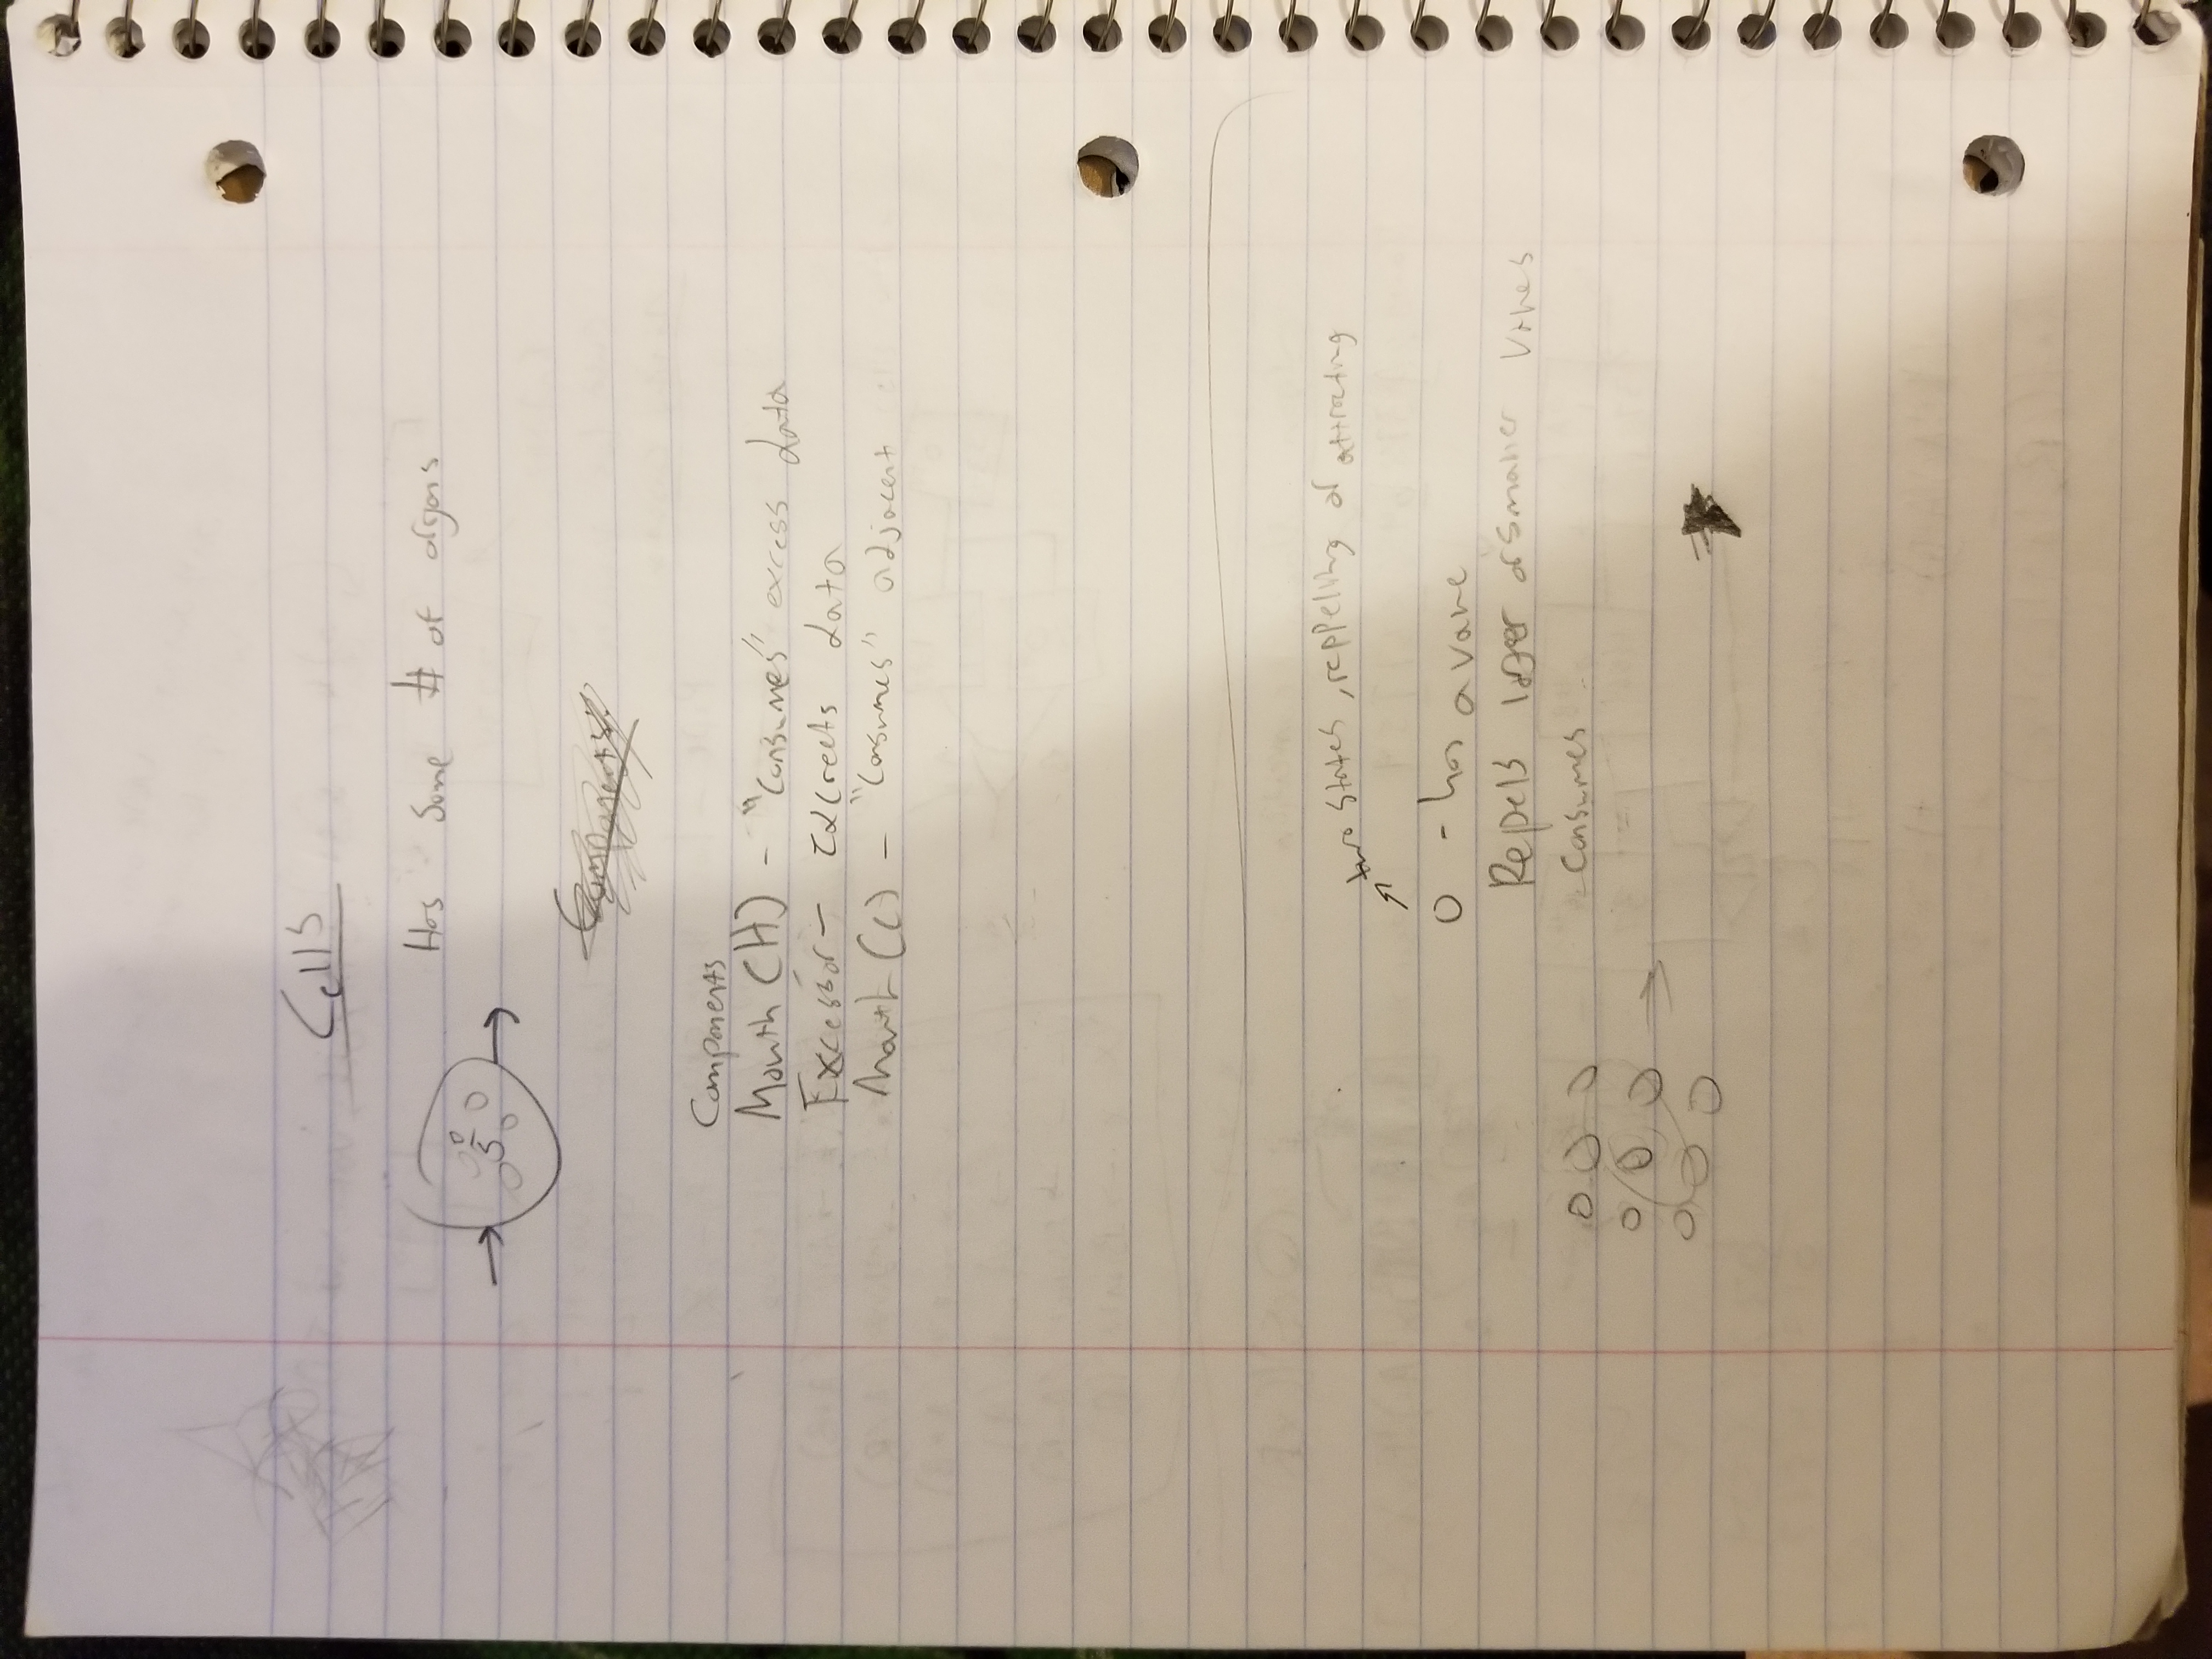 Cells
Has some # of organs
Components
Components
Mouth (H) - "Consumes" excess data
Excessor - Excreets data
Mouth (C) - "Consumes" adjacent
two states, reppelling or attracting
O - has a value
Repels larger or smaller values
Consumes